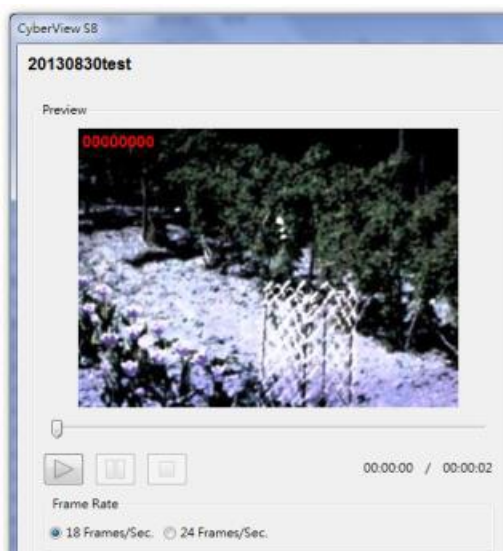 CyberView S8
20130830test
Preview
00000000
00:00:00 / 00:00:02
Frame Rate
18 Frames/Sec. 24 Frames/Sec.